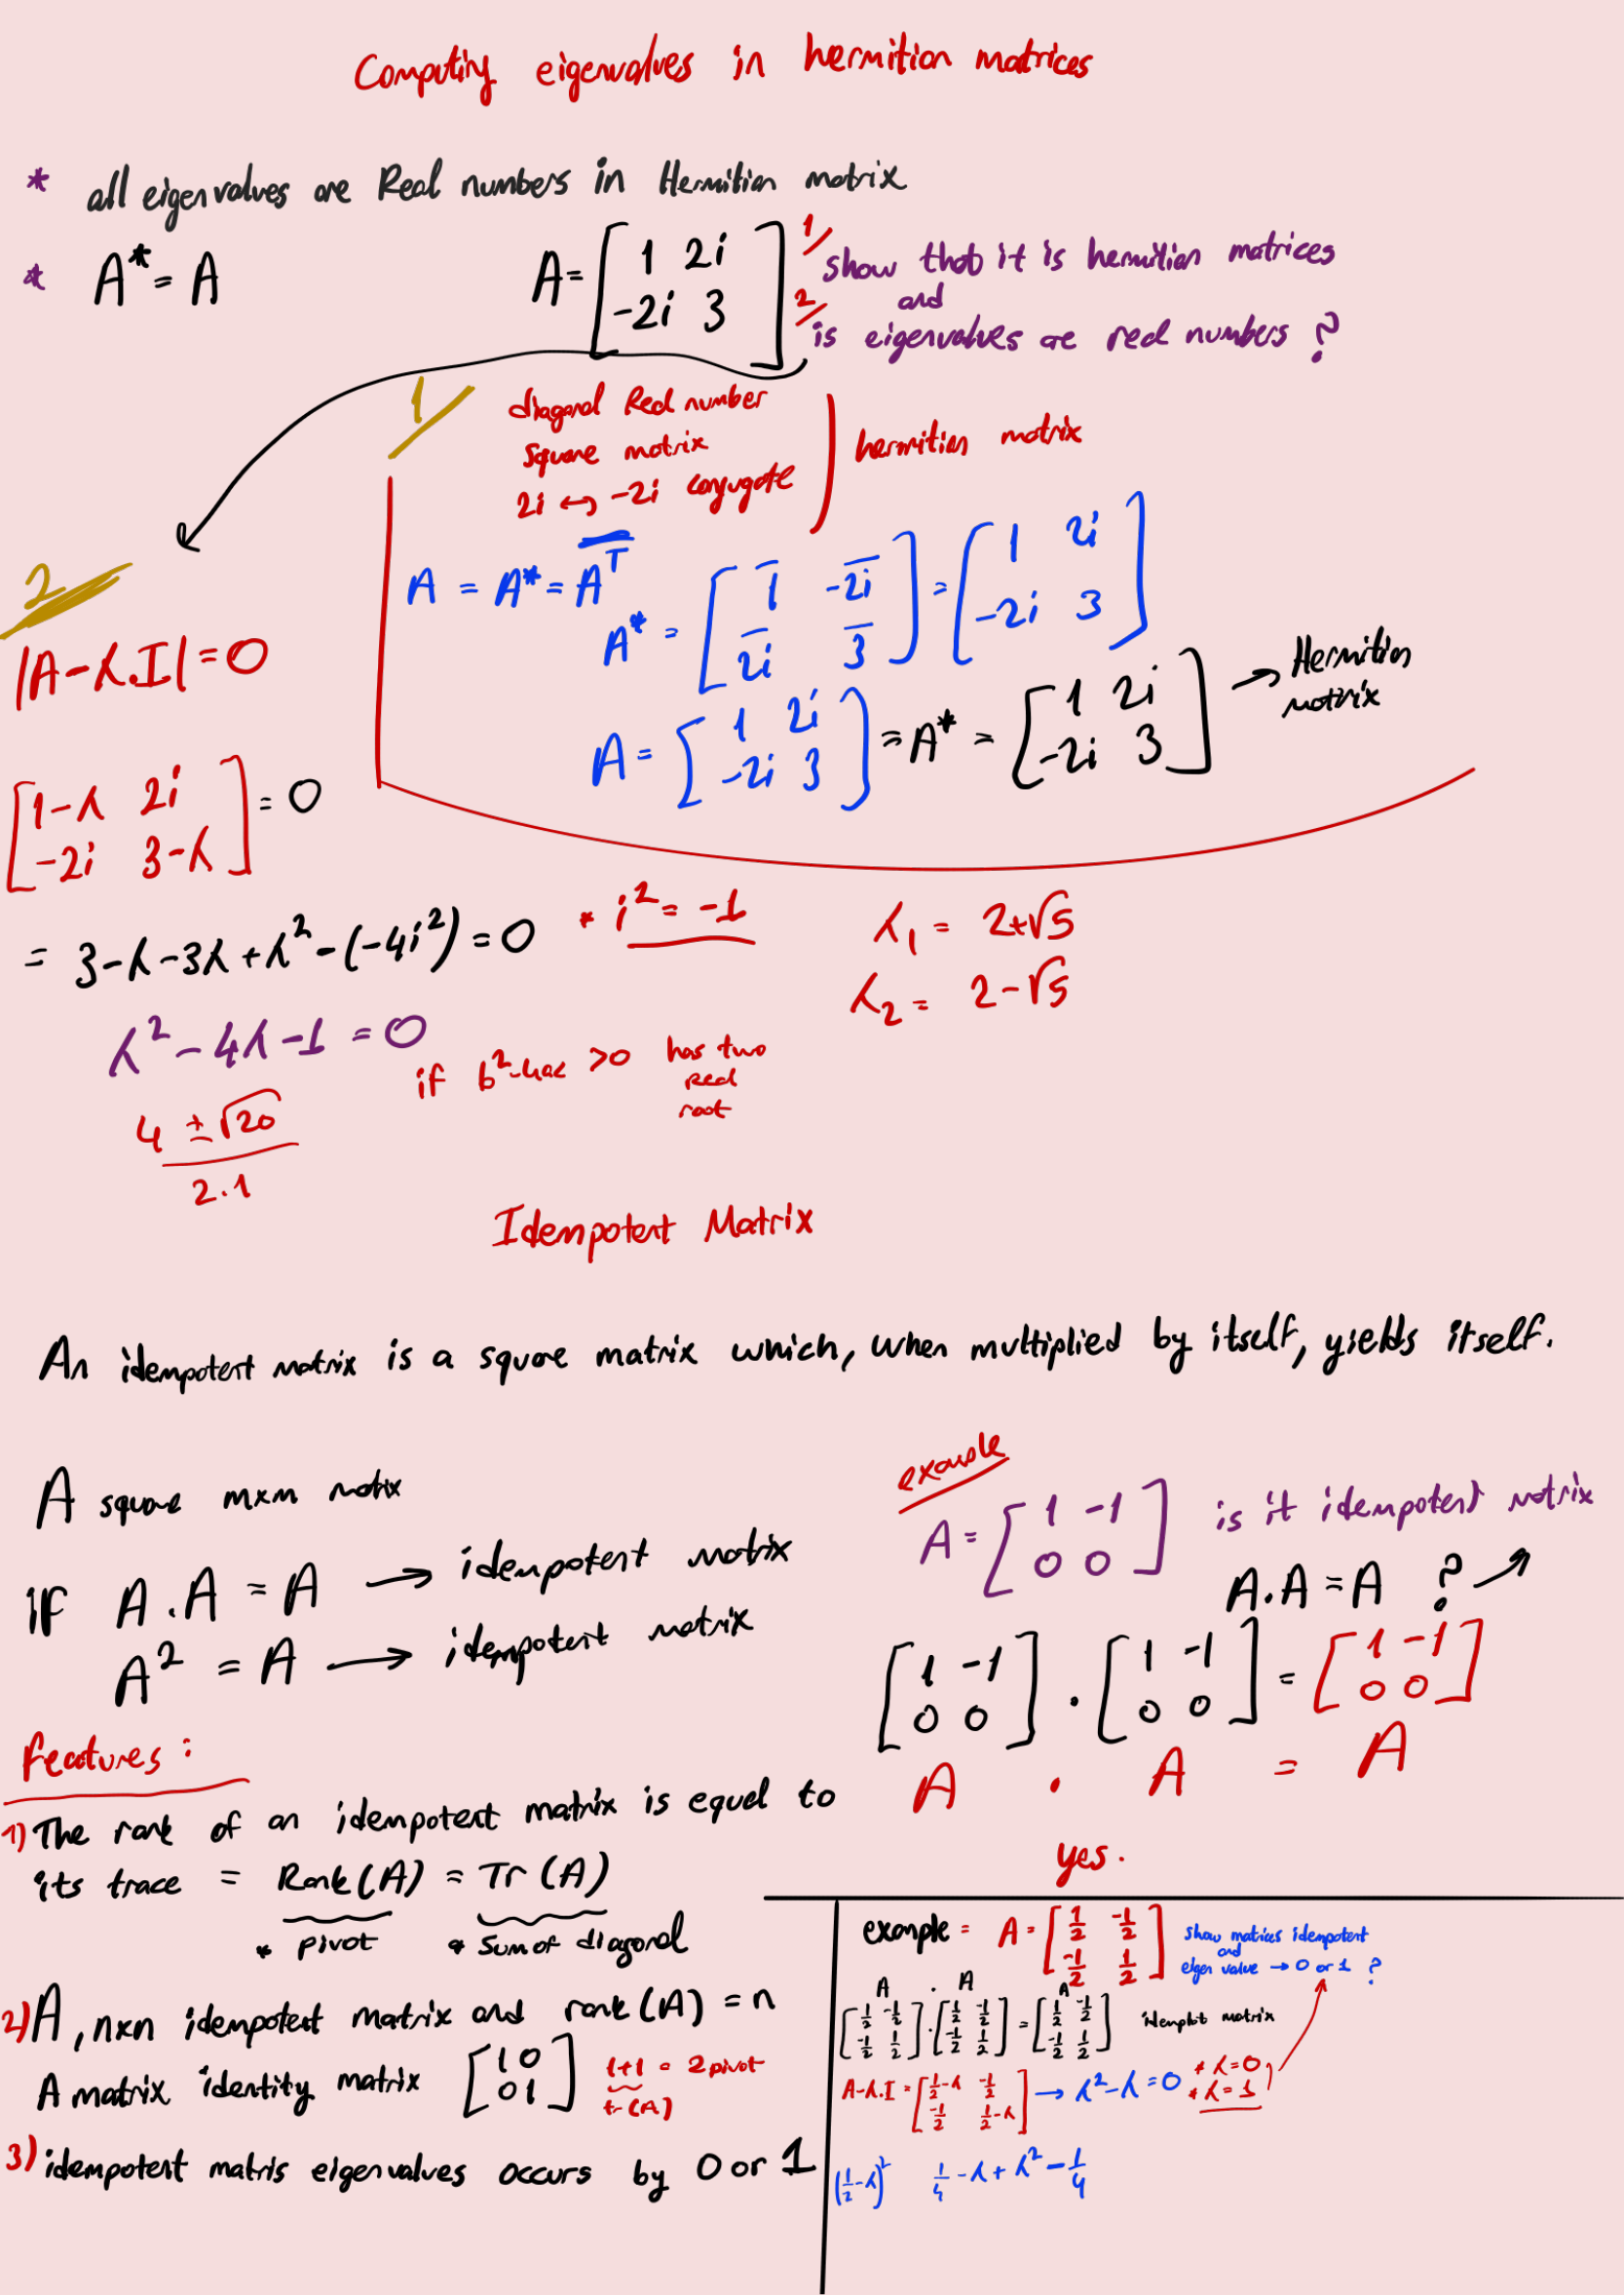 Computing eigenvalues in hermition matrices
* all eigenvalues are Real numbers in Hermitian matrix
* A* = A
A = [1 2i; -2i 3]
1/ show that it is hermitian matrices
and
2/ is eigenvalues are real numbers ?
1/
diagonal Real number
square matrix
2i ↔ -2i conjugate
hermitian matrix
A = A* = A̅ᵀ
A* = [1̅ -2̅i̅; 2̅i̅ 3̅] = [1 2i; -2i 3]
A = [1 2i; -2i 3] = A* = [1 2i; -2i 3] → Hermitian matrix
2
|A-λ.I| = 0
[1-λ 2i; -2i 3-λ] = 0
= 3-λ-3λ+λ²-(-4i²) = 0 * i² = -1
λ²-4λ-1 = 0
if b²-4ac >0 has two
real
root
4 ± √20
2.1
λ₁ = 2+√5
λ₂ = 2-√5
Idempotent Matrix
An idempotent matrix is a square matrix which, when multiplied by itself, yields itself.
A square mxm matrix
if A.A = A → idempotent matrix
A² = A → idempotent matrix
example
A = [1 -1; 0 0] is it idempotent matrix
A.A = A ?
[1 -1; 0 0] . [1 -1; 0 0] = [1 -1; 0 0]
A . A = A
yes.
features :
1) The rank of an idempotent matrix is equal to
its trace = Rank(A) = Tr(A)
* pivot * Sum of diagonal
2) A, nxn idempotent matrix and rank(A) = n
A matrix identity matrix [1 0; 0 1] 1+1 = 2 pivot
tr(A)
3) idempotent matris eigenvalues occurs by 0 or 1
example = A = [1/2 -1/2; -1/2 1/2] show matrices idempotent
and
eigen value → 0 or 1 ?
A . A A
[1/2 -1/2; -1/2 1/2] . [1/2 -1/2; -1/2 1/2] = [1/2 -1/2; -1/2 1/2] idemptot matrix
A-λ.I = [1/2-λ -1/2; -1/2 1/2-λ] → λ²-λ = 0 * λ=0
* λ=1
(1/2-λ)² 1/4-λ+λ²-1/4